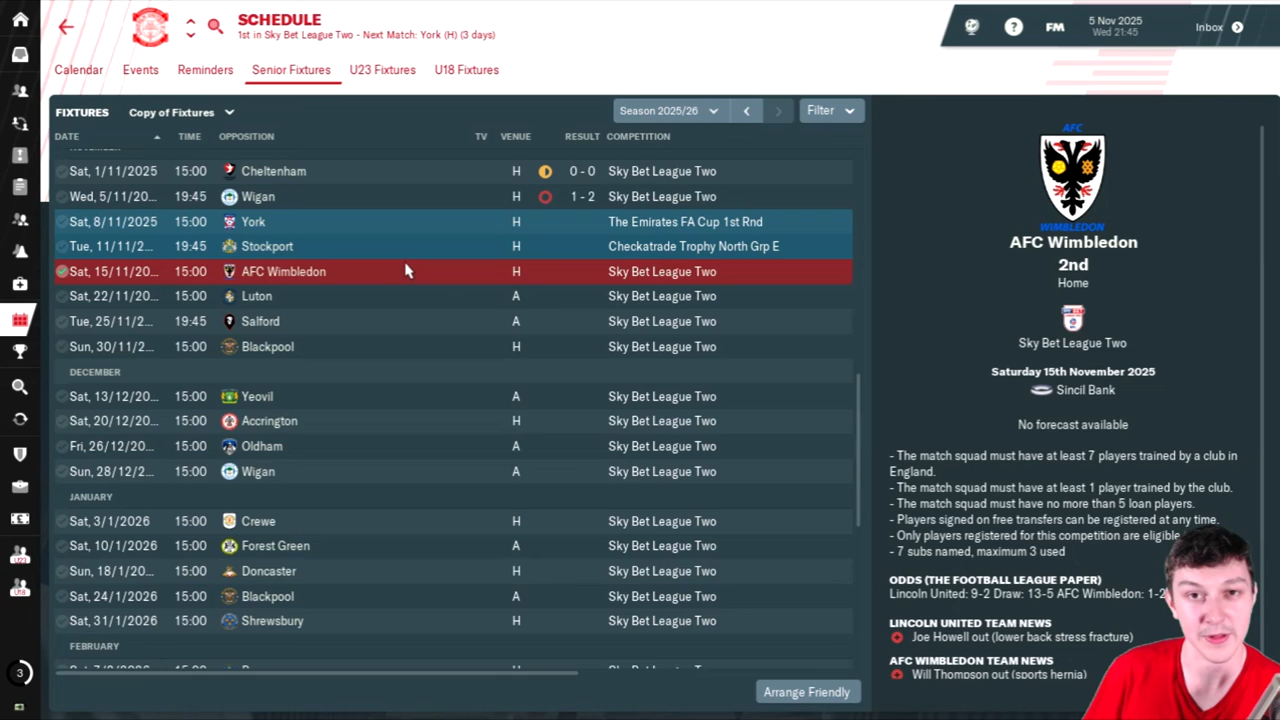 SCHEDULE
1st in Sky Bet League Two - Next Match: York (H) (3 days)
FM
5 Nov 2025
Wed 21:45
Inbox
Calendar Events Reminders Senior Fixtures U23 Fixtures U18 Fixtures
FIXTURES Copy of Fixtures Season 2025/26 Filter
DATE TIME OPPOSITION TV VENUE RESULT COMPETITION
Sat, 1/11/2025 15:00 Cheltenham H 0 - 0 Sky Bet League Two
Wed, 5/11/20... 19:45 Wigan H 1 - 2 Sky Bet League Two
Sat, 8/11/2025 15:00 York H The Emirates FA Cup 1st Rnd
Tue, 11/11/2... 19:45 Stockport H Checkatrade Trophy North Grp E
Sat, 15/11/20... 15:00 AFC Wimbledon H Sky Bet League Two
Sat, 22/11/20... 15:00 Luton A Sky Bet League Two
Tue, 25/11/2... 19:45 Salford A Sky Bet League Two
Sun, 30/11/2... 15:00 Blackpool H Sky Bet League Two
DECEMBER
Sat, 13/12/20... 15:00 Yeovil A Sky Bet League Two
Sat, 20/12/20... 15:00 Accrington H Sky Bet League Two
Fri, 26/12/20... 15:00 Oldham A Sky Bet League Two
Sun, 28/12/2... 15:00 Wigan A Sky Bet League Two
JANUARY
Sat, 3/1/2026 15:00 Crewe H Sky Bet League Two
Sat, 10/1/2026 15:00 Forest Green A Sky Bet League Two
Sun, 18/1/20... 15:00 Doncaster H Sky Bet League Two
Sat, 24/1/2026 15:00 Blackpool A Sky Bet League Two
Sat, 31/1/2026 15:00 Shrewsbury H Sky Bet League Two
FEBRUARY
Arrange Friendly
AFC
WIMBLEDON
AFC Wimbledon
2nd
Home
Sky Bet League Two
Saturday 15th November 2025
Sincil Bank
No forecast available
- The match squad must have at least 7 players trained by a club in
England.
- The match squad must have at least 1 player trained by the club.
- The match squad must have no more than 5 loan players.
- Players signed on free transfers can be registered at any time.
- Only players registered for this competition are eligible
- 7 subs named, maximum 3 used
ODDS (THE FOOTBALL LEAGUE PAPER)
Lincoln United: 9-2 Draw: 13-5 AFC Wimbledon: 1-2
LINCOLN UNITED TEAM NEWS
Joe Howell out (lower back stress fracture)
AFC WIMBLEDON TEAM NEWS
Will Thompson out (sports hernia)
U23
U18
3